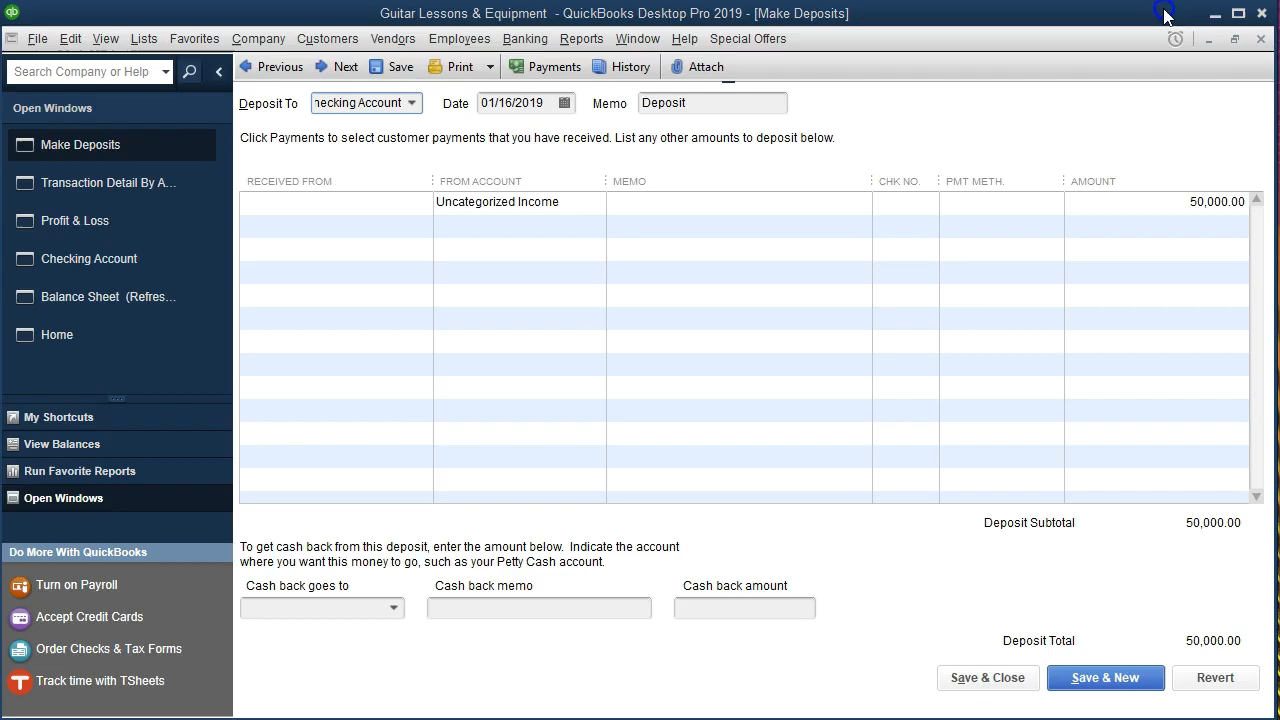 Guitar Lessons & Equipment - QuickBooks Desktop Pro 2019 - [Make Deposits]
File Edit View Lists Favorites Company Customers Vendors Employees Banking Reports Window Help Special Offers
Search Company or Help
Previous Next Save Print Payments History Attach
Open Windows
Make Deposits
Transaction Detail By A...
Profit & Loss
Checking Account
Balance Sheet (Refres...
Home
My Shortcuts
View Balances
Run Favorite Reports
Open Windows
Do More With QuickBooks
Turn on Payroll
Accept Credit Cards
Order Checks & Tax Forms
Track time with TSheets
Deposit To hecking Account Date 01/16/2019 Memo Deposit
Click Payments to select customer payments that you have received. List any other amounts to deposit below.
RECEIVED FROM FROM ACCOUNT MEMO CHK NO. PMT METH. AMOUNT
Uncategorized Income 50,000.00
Deposit Subtotal 50,000.00
To get cash back from this deposit, enter the amount below. Indicate the account
where you want this money to go, such as your Petty Cash account.
Cash back goes to Cash back memo Cash back amount
Deposit Total 50,000.00
Save & Close Save & New Revert